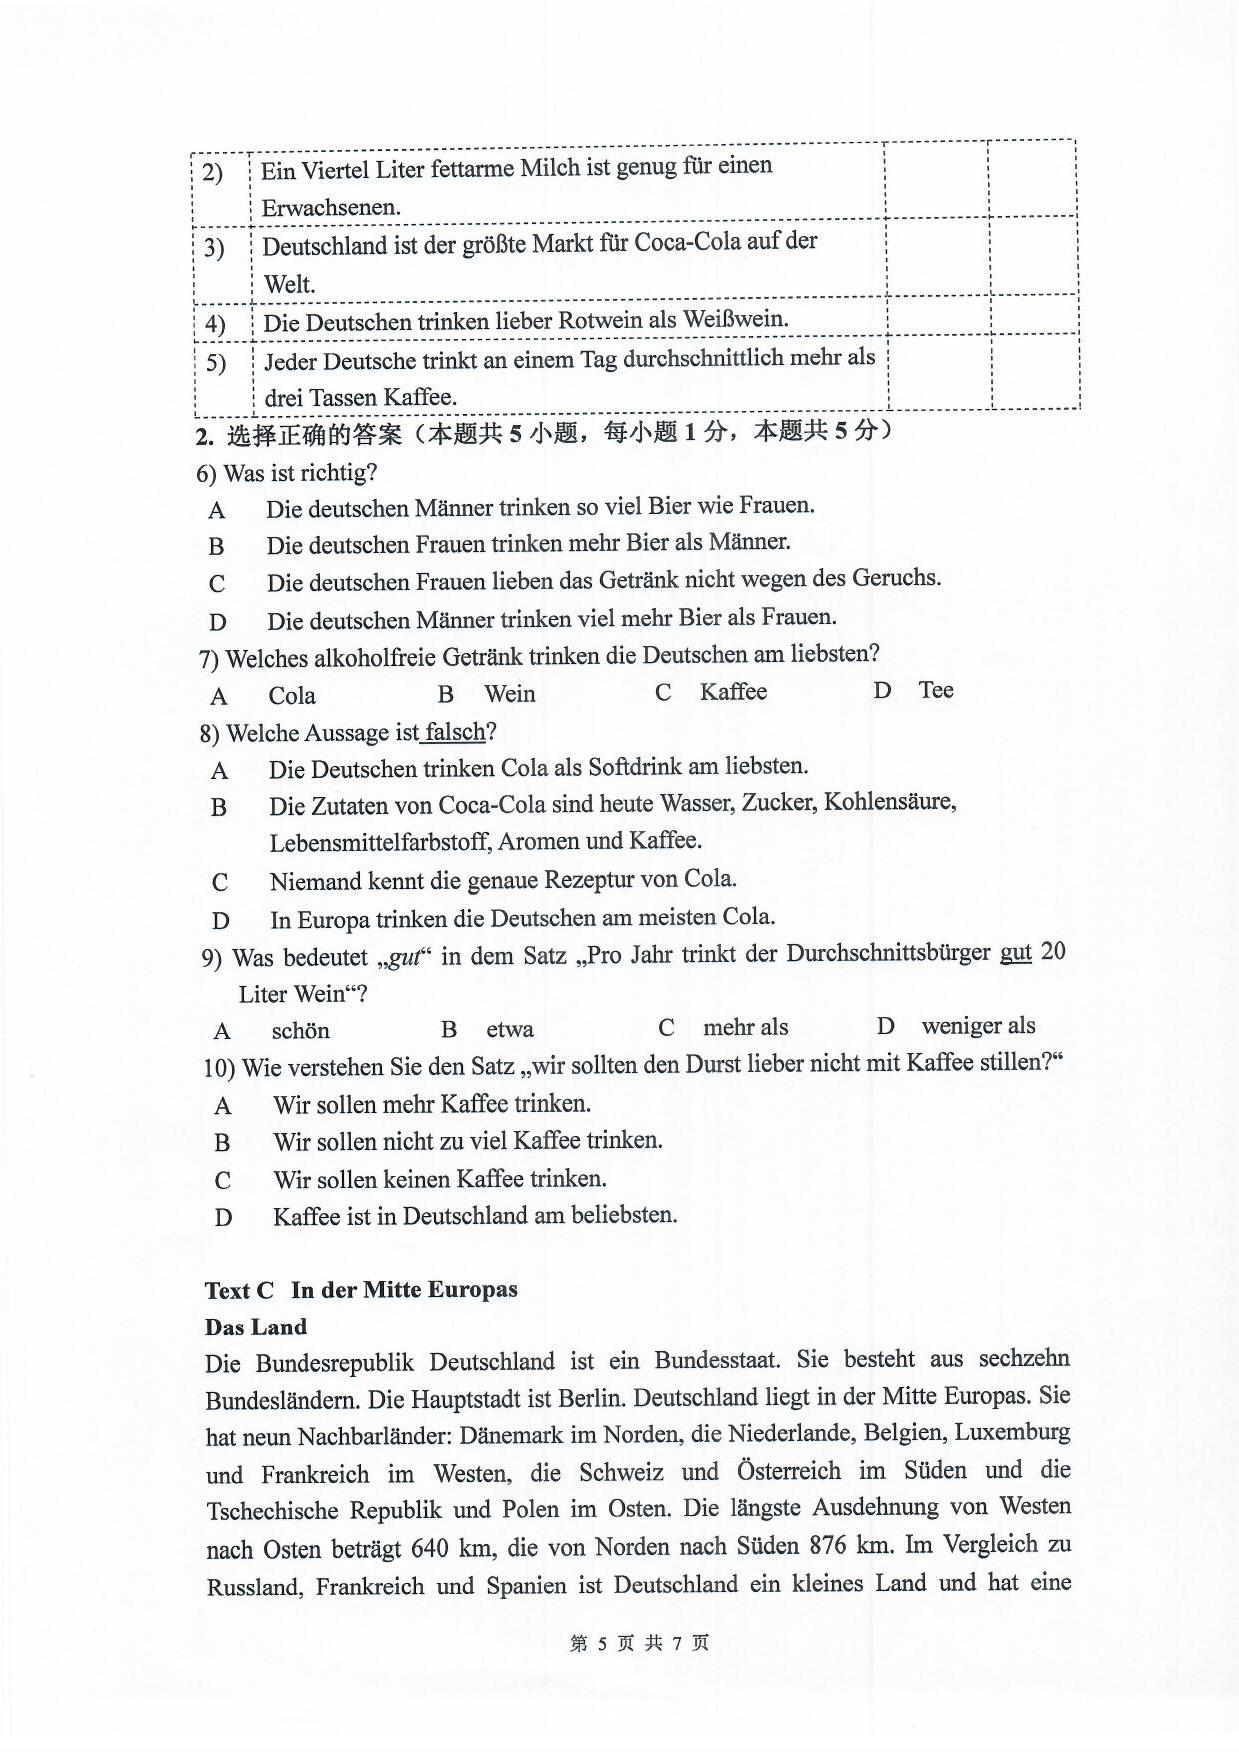 2) Ein Viertel Liter fettarme Milch ist genug für einen
Erwachsenen.
3) Deutschland ist der größte Markt für Coca-Cola auf der
Welt.
4) Die Deutschen trinken lieber Rotwein als Weißwein.
5) Jeder Deutsche trinkt an einem Tag durchschnittlich mehr als
drei Tassen Kaffee.
2. 选择正确的答案（本题共 5 小题，每小题 1 分，本题共 5 分）
6) Was ist richtig?
A Die deutschen Männer trinken so viel Bier wie Frauen.
B Die deutschen Frauen trinken mehr Bier als Männer.
C Die deutschen Frauen lieben das Getränk nicht wegen des Geruchs.
D Die deutschen Männer trinken viel mehr Bier als Frauen.
7) Welches alkoholfreie Getränk trinken die Deutschen am liebsten?
A Cola B Wein C Kaffee D Tee
8) Welche Aussage ist falsch?
A Die Deutschen trinken Cola als Softdrink am liebsten.
B Die Zutaten von Coca-Cola sind heute Wasser, Zucker, Kohlensäure,
Lebensmittelfarbstoff, Aromen und Kaffee.
C Niemand kennt die genaue Rezeptur von Cola.
D In Europa trinken die Deutschen am meisten Cola.
9) Was bedeutet „gut“ in dem Satz „Pro Jahr trinkt der Durchschnittsbürger gut 20
Liter Wein“?
A schön B etwa C mehr als D weniger als
10) Wie verstehen Sie den Satz „wir sollten den Durst lieber nicht mit Kaffee stillen?“
A Wir sollen mehr Kaffee trinken.
B Wir sollen nicht zu viel Kaffee trinken.
C Wir sollen keinen Kaffee trinken.
D Kaffee ist in Deutschland am beliebsten.
Text C In der Mitte Europas
Das Land
Die Bundesrepublik Deutschland ist ein Bundesstaat. Sie besteht aus sechzehn
Bundesländern. Die Hauptstadt ist Berlin. Deutschland liegt in der Mitte Europas. Sie
hat neun Nachbarländer: Dänemark im Norden, die Niederlande, Belgien, Luxemburg
und Frankreich im Westen, die Schweiz und Österreich im Süden und die
Tschechische Republik und Polen im Osten. Die längste Ausdehnung von Westen
nach Osten beträgt 640 km, die von Norden nach Süden 876 km. Im Vergleich zu
Russland, Frankreich und Spanien ist Deutschland ein kleines Land und hat eine
第 5 页 共 7 页